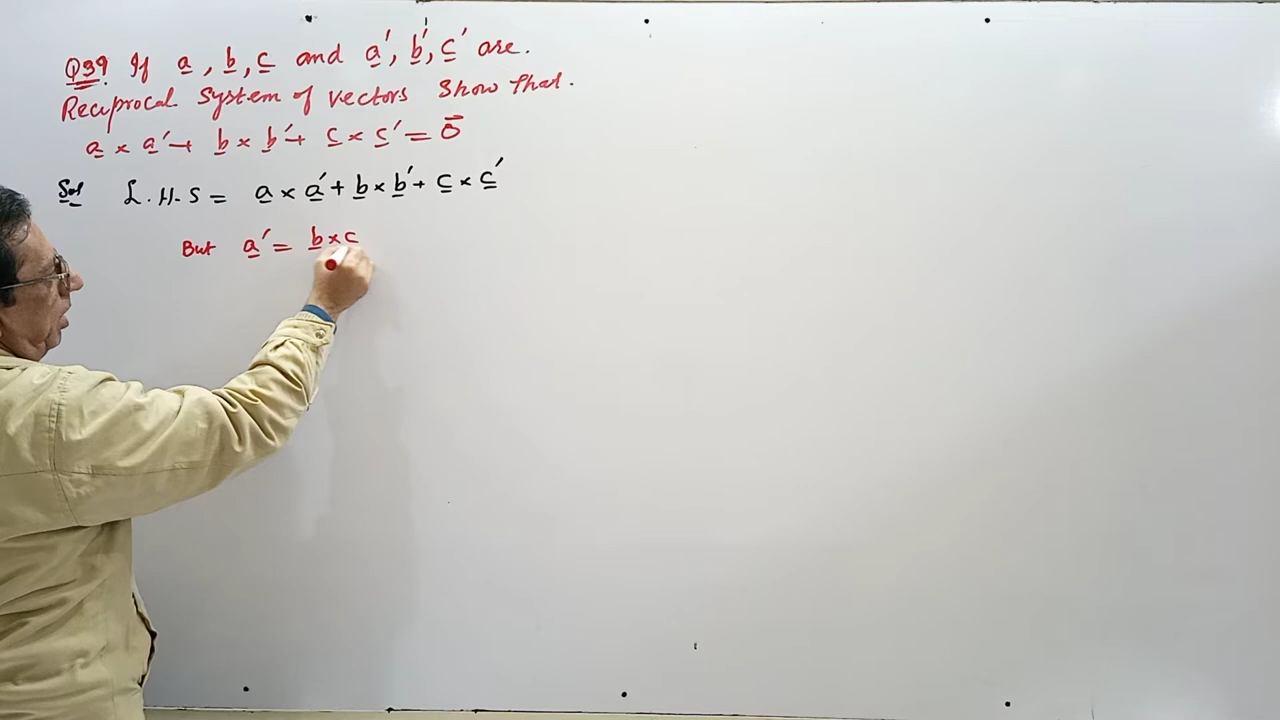 Q39. If a, b, c and a', b', c' are.
Reciprocal System of vectors Show that.
a × a' + b × b' + c × c' = 0⃗
Sol L.H.S = a × a' + b × b' + c × c'
But a' = b × c